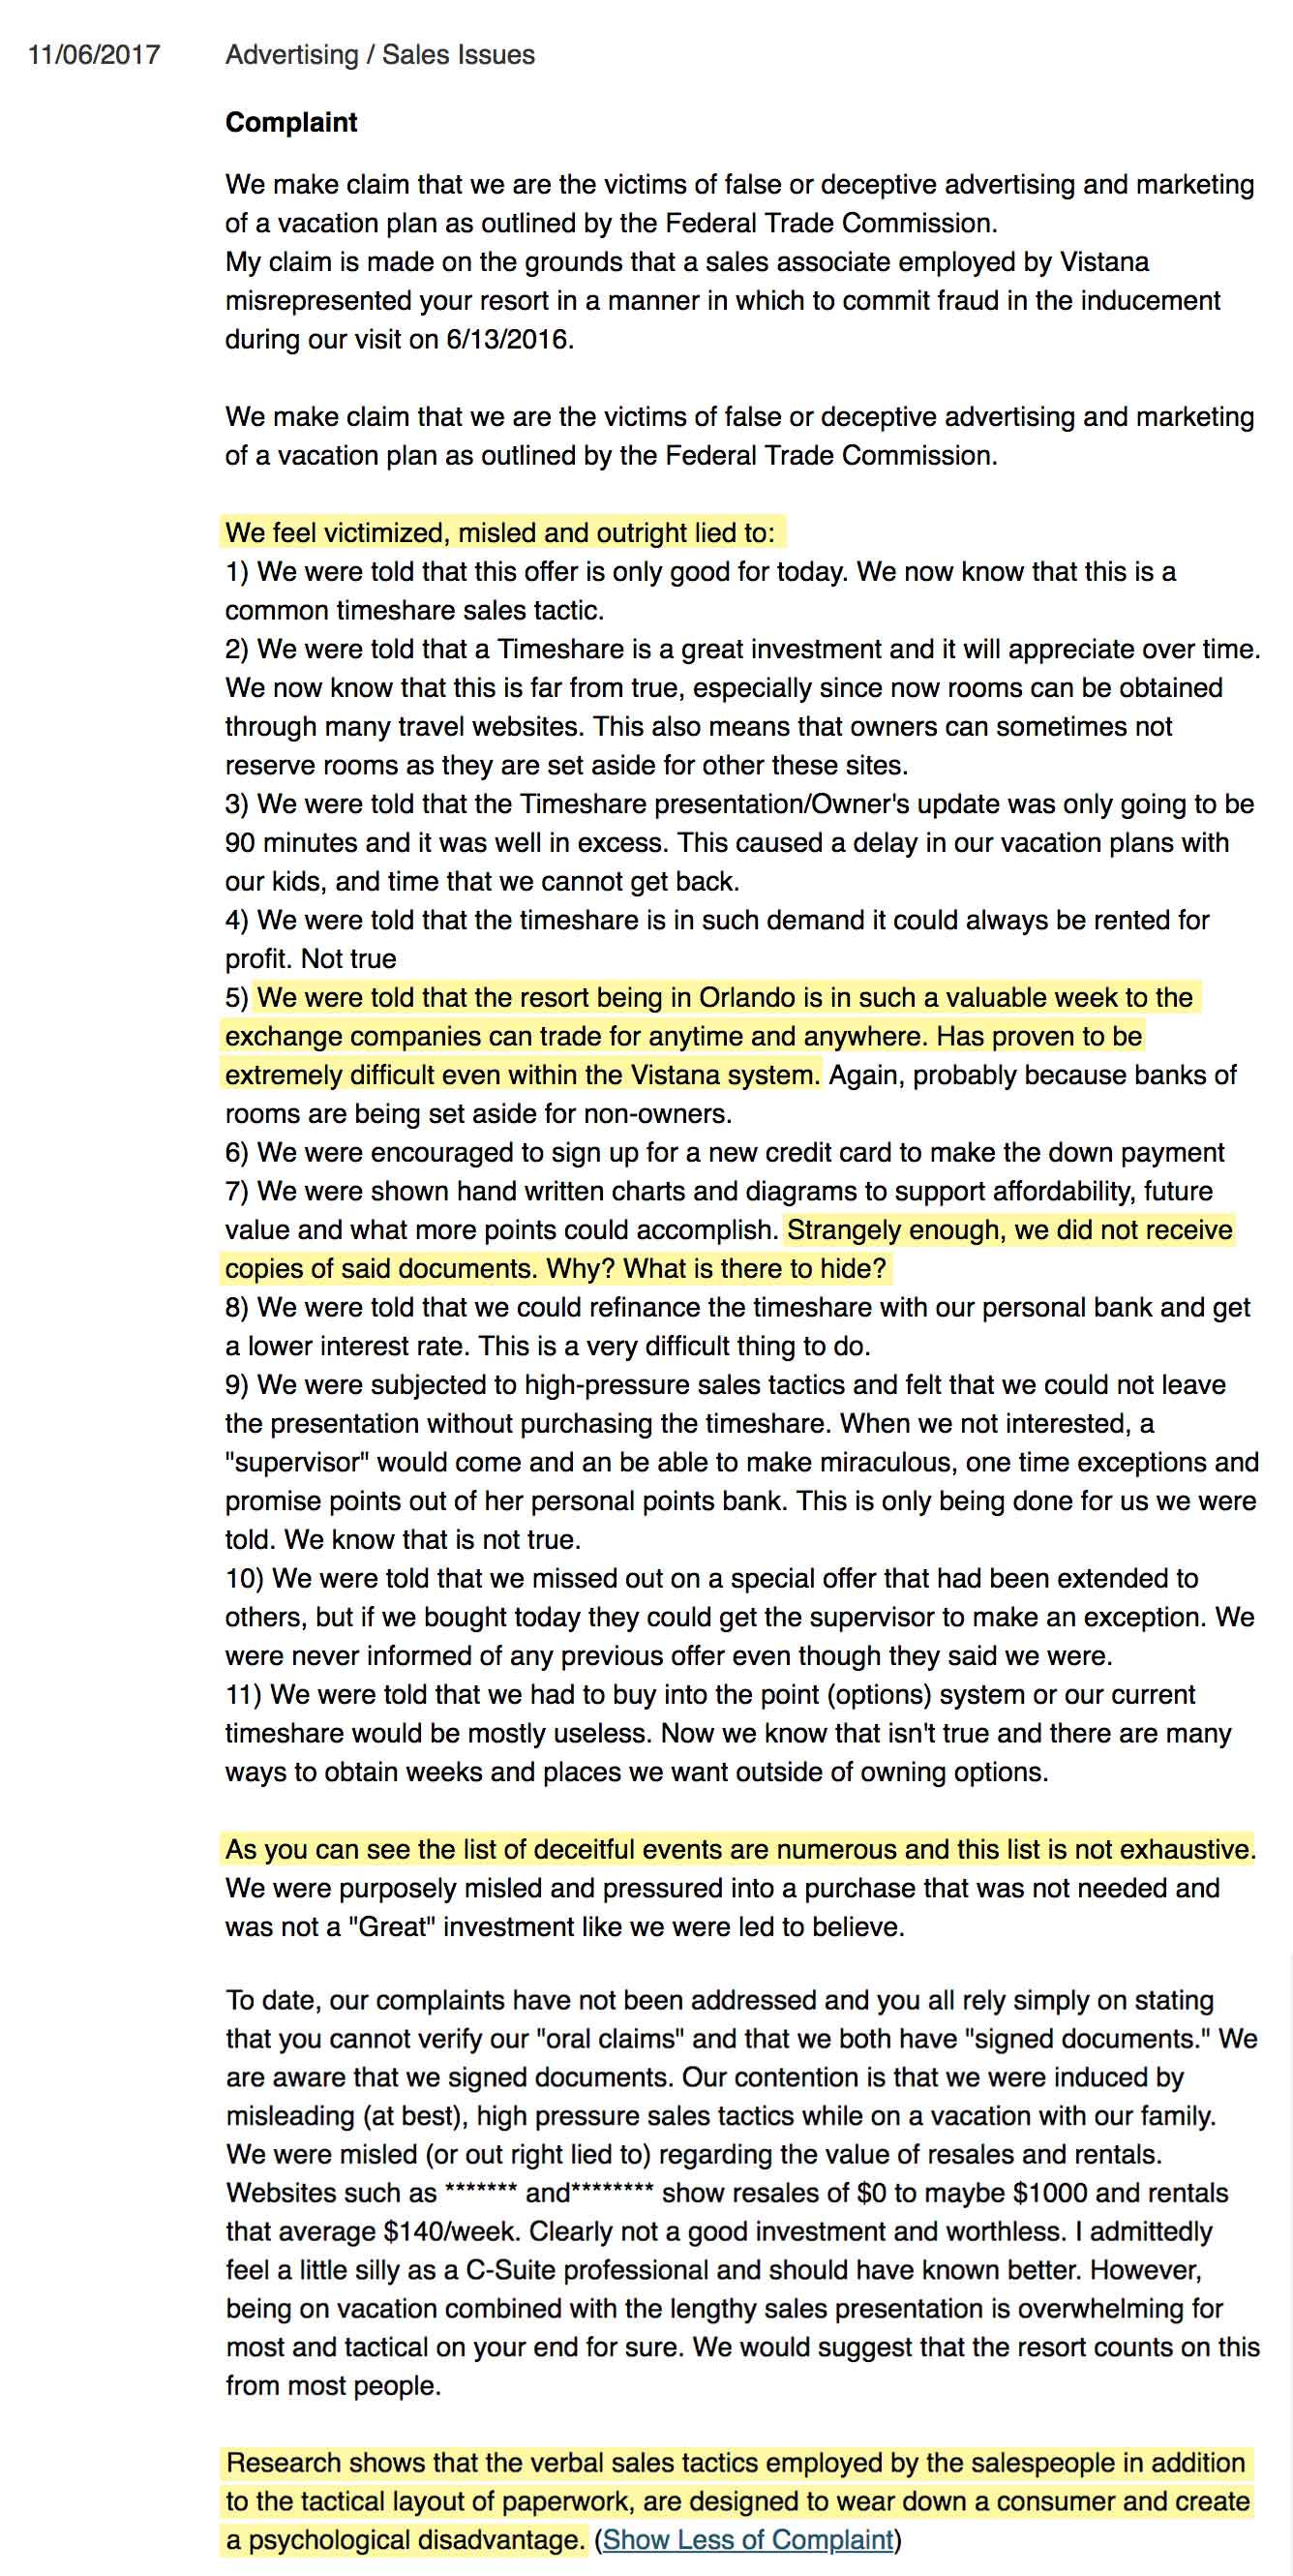 11/06/2017 Advertising / Sales Issues
Complaint
We make claim that we are the victims of false or deceptive advertising and marketing
of a vacation plan as outlined by the Federal Trade Commission.
My claim is made on the grounds that a sales associate employed by Vistana
misrepresented your resort in a manner in which to commit fraud in the inducement
during our visit on 6/13/2016.
We make claim that we are the victims of false or deceptive advertising and marketing
of a vacation plan as outlined by the Federal Trade Commission.
We feel victimized, misled and outright lied to:
1) We were told that this offer is only good for today. We now know that this is a
common timeshare sales tactic.
2) We were told that a Timeshare is a great investment and it will appreciate over time.
We now know that this is far from true, especially since now rooms can be obtained
through many travel websites. This also means that owners can sometimes not
reserve rooms as they are set aside for other these sites.
3) We were told that the Timeshare presentation/Owner's update was only going to be
90 minutes and it was well in excess. This caused a delay in our vacation plans with
our kids, and time that we cannot get back.
4) We were told that the timeshare is in such demand it could always be rented for
profit. Not true
5) We were told that the resort being in Orlando is in such a valuable week to the
exchange companies can trade for anytime and anywhere. Has proven to be
extremely difficult even within the Vistana system. Again, probably because banks of
rooms are being set aside for non-owners.
6) We were encouraged to sign up for a new credit card to make the down payment
7) We were shown hand written charts and diagrams to support affordability, future
value and what more points could accomplish. Strangely enough, we did not receive
copies of said documents. Why? What is there to hide?
8) We were told that we could refinance the timeshare with our personal bank and get
a lower interest rate. This is a very difficult thing to do.
9) We were subjected to high-pressure sales tactics and felt that we could not leave
the presentation without purchasing the timeshare. When we not interested, a
"supervisor" would come and an be able to make miraculous, one time exceptions and
promise points out of her personal points bank. This is only being done for us we were
told. We know that is not true.
10) We were told that we missed out on a special offer that had been extended to
others, but if we bought today they could get the supervisor to make an exception. We
were never informed of any previous offer even though they said we were.
11) We were told that we had to buy into the point (options) system or our current
timeshare would be mostly useless. Now we know that isn't true and there are many
ways to obtain weeks and places we want outside of owning options.
As you can see the list of deceitful events are numerous and this list is not exhaustive.
We were purposely misled and pressured into a purchase that was not needed and
was not a "Great" investment like we were led to believe.
To date, our complaints have not been addressed and you all rely simply on stating
that you cannot verify our "oral claims" and that we both have "signed documents." We
are aware that we signed documents. Our contention is that we were induced by
misleading (at best), high pressure sales tactics while on a vacation with our family.
We were misled (or out right lied to) regarding the value of resales and rentals.
Websites such as ******* and******** show resales of $0 to maybe $1000 and rentals
that average $140/week. Clearly not a good investment and worthless. I admittedly
feel a little silly as a C-Suite professional and should have known better. However,
being on vacation combined with the lengthy sales presentation is overwhelming for
most and tactical on your end for sure. We would suggest that the resort counts on this
from most people.
Research shows that the verbal sales tactics employed by the salespeople in addition
to the tactical layout of paperwork, are designed to wear down a consumer and create
a psychological disadvantage. (Show Less of Complaint)